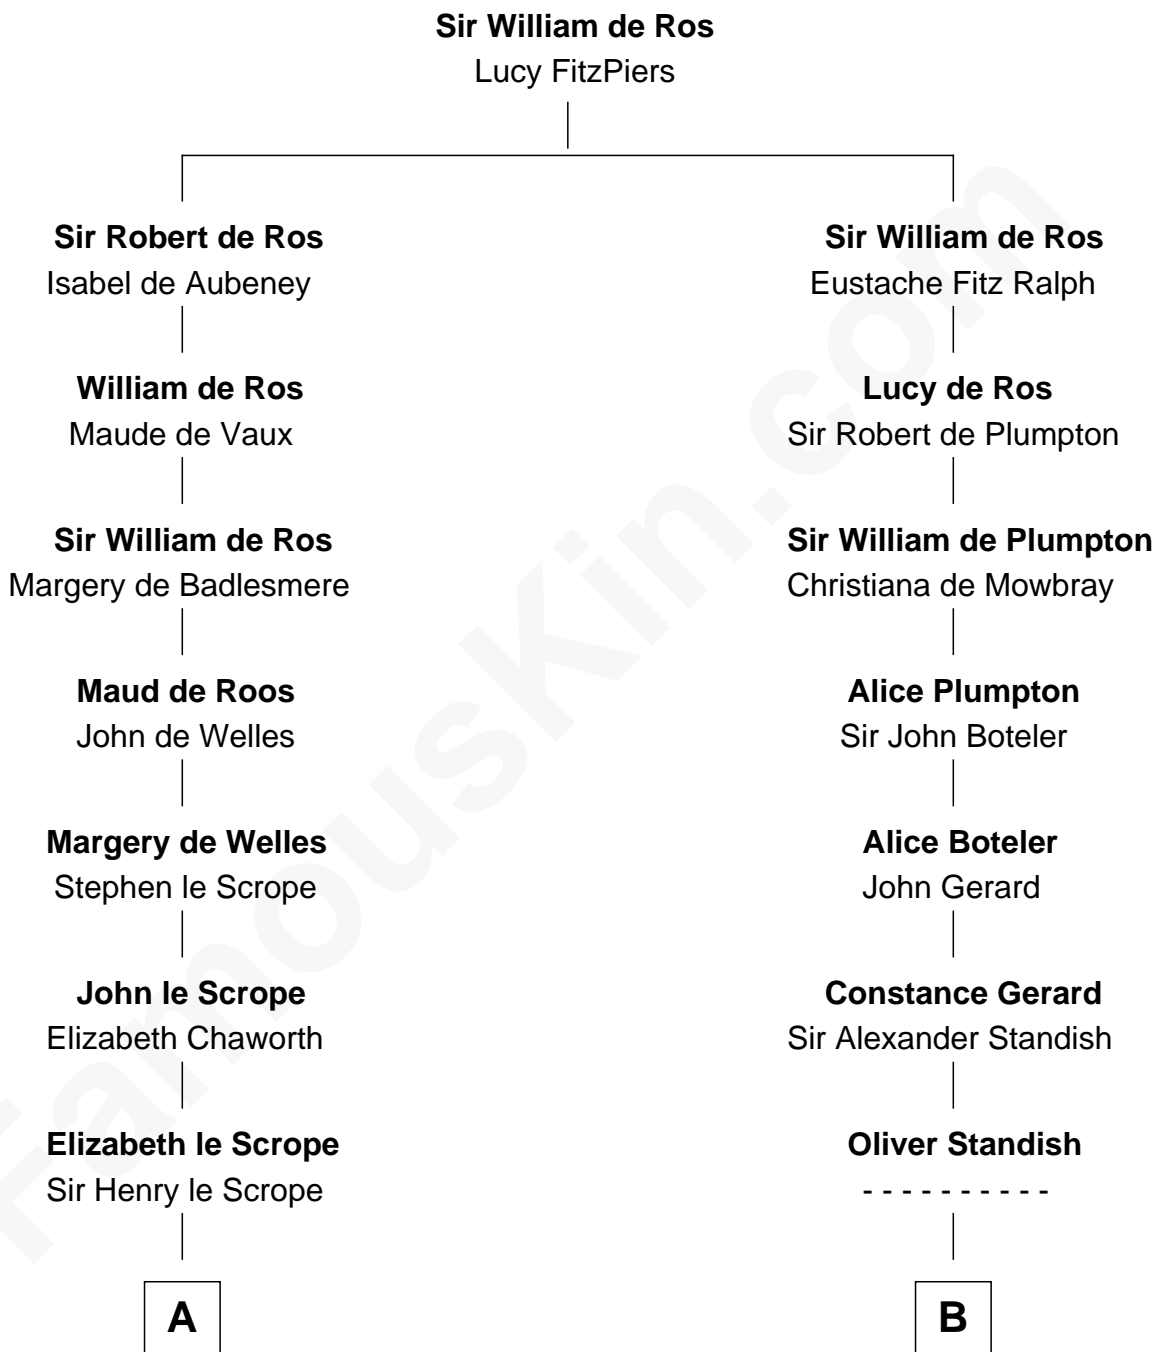 Sir William de Ros
Lucy FitzPiers
Sir Robert de Ros
Isabel de Aubeney
Sir William de Ros
Eustache Fitz Ralph
William de Ros
Maude de Vaux
Lucy de Ros
Sir Robert de Plumpton
Sir William de Ros
Margery de Badlesmere
Sir William de Plumpton
Christiana de Mowbray
Maud de Roos
John de Welles
Alice Plumpton
Sir John Boteler
Margery de Welles
Stephen le Scrope
Alice Boteler
John Gerard
John le Scrope
Elizabeth Chaworth
Constance Gerard
Sir Alexander Standish
Elizabeth le Scrope
Sir Henry le Scrope
Oliver Standish
- - - - - - - - - -
A
B
FamousKin.com